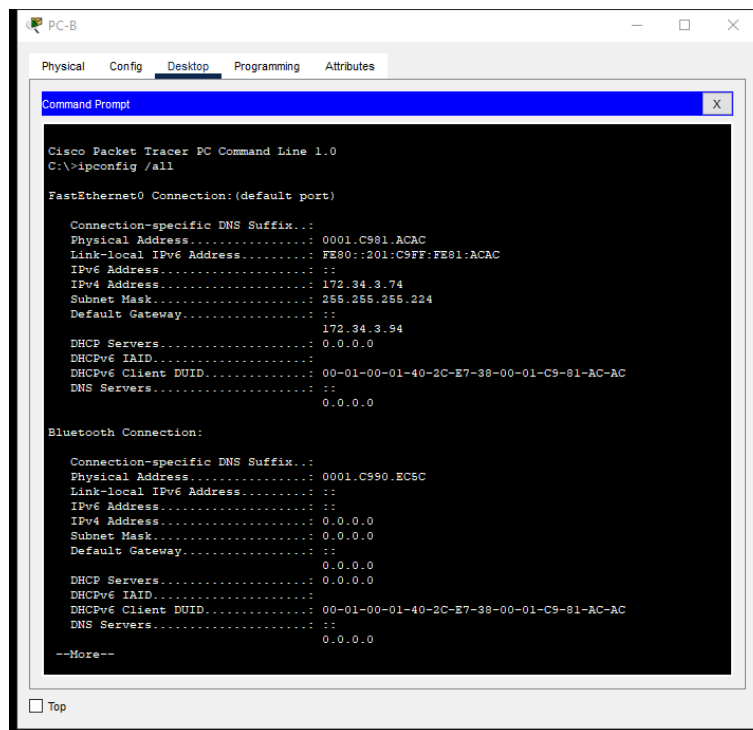 PC-B
Physical Config Desktop Programming Attributes
Command Prompt
X
Cisco Packet Tracer PC Command Line 1.0
C:\>ipconfig /all
FastEthernet0 Connection:(default port)
Connection-specific DNS Suffix..:
Physical Address................: 0001.C981.ACAC
Link-local IPv6 Address.........: FE80::201:C9FF:FE81:ACAC
IPv6 Address....................: ::
IPv4 Address....................: 172.34.3.74
Subnet Mask.....................: 255.255.255.224
Default Gateway.................: ::
172.34.3.94
DHCP Servers....................: 0.0.0.0
DHCPv6 IAID.....................:
DHCPv6 Client DUID..............: 00-01-00-01-40-2C-E7-38-00-01-C9-81-AC-AC
DNS Servers.....................: ::
0.0.0.0
Bluetooth Connection:
Connection-specific DNS Suffix..:
Physical Address................: 0001.C990.EC5C
Link-local IPv6 Address.........: ::
IPv6 Address....................: ::
IPv4 Address....................: 0.0.0.0
Subnet Mask.....................: 0.0.0.0
Default Gateway.................: ::
0.0.0.0
DHCP Servers....................: 0.0.0.0
DHCPv6 IAID.....................:
DHCPv6 Client DUID..............: 00-01-00-01-40-2C-E7-38-00-01-C9-81-AC-AC
DNS Servers.....................: ::
0.0.0.0
--More--
Top